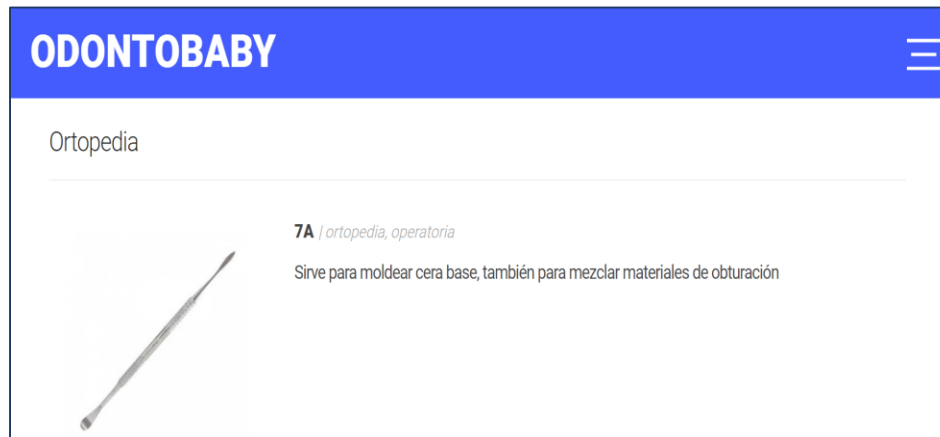 ODONTOBABY
Ortopedia
7A | ortopedia, operatoria
Sirve para moldear cera base, también para mezclar materiales de obturación